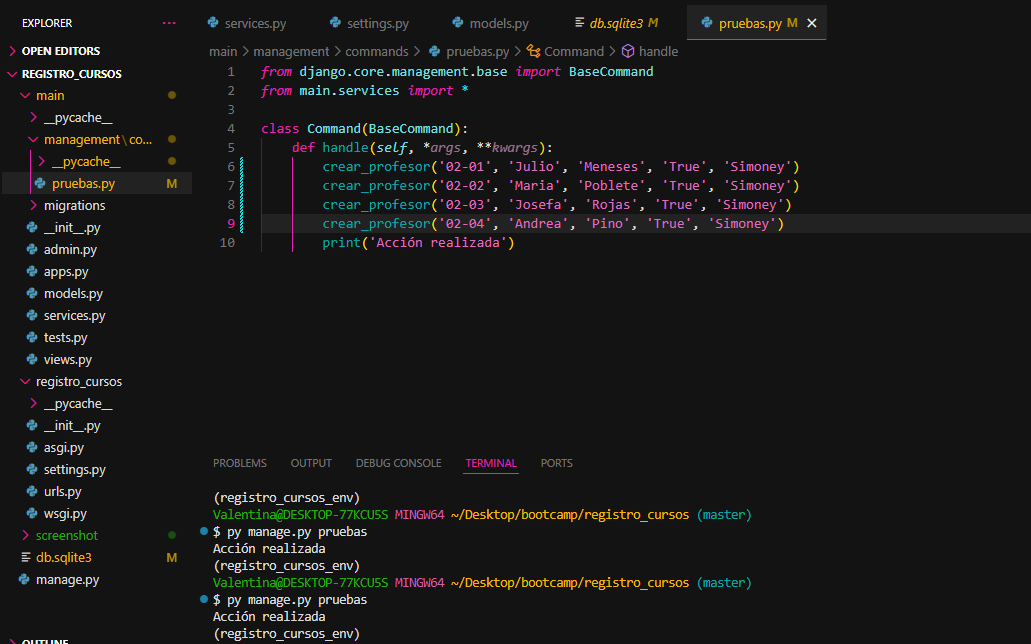 EXPLORER ···
OPEN EDITORS
REGISTRO_CURSOS
main
__pycache__
management\co...
__pycache__
pruebas.py M
migrations
__init__.py
admin.py
apps.py
models.py
services.py
tests.py
views.py
registro_cursos
__pycache__
__init__.py
asgi.py
settings.py
urls.py
wsgi.py
screenshot
db.sqlite3 M
manage.py
OUTLINE
services.py settings.py models.py db.sqlite3 M pruebas.py M
main > management > commands > pruebas.py > Command > handle
1 from django.core.management.base import BaseCommand
2 from main.services import *
3
4 class Command(BaseCommand):
5 def handle(self, *args, **kwargs):
6 crear_profesor('02-01', 'Julio', 'Meneses', 'True', 'Simoney')
7 crear_profesor('02-02', 'Maria', 'Poblete', 'True', 'Simoney')
8 crear_profesor('02-03', 'Josefa', 'Rojas', 'True', 'Simoney')
9 crear_profesor('02-04', 'Andrea', 'Pino', 'True', 'Simoney')
10 print('Acción realizada')
PROBLEMS OUTPUT DEBUG CONSOLE TERMINAL PORTS
(registro_cursos_env)
Valentina@DESKTOP-77KCU5S MINGW64 ~/Desktop/bootcamp/registro_cursos (master)
$ py manage.py pruebas
Acción realizada
(registro_cursos_env)
Valentina@DESKTOP-77KCU5S MINGW64 ~/Desktop/bootcamp/registro_cursos (master)
$ py manage.py pruebas
Acción realizada
(registro_cursos_env)